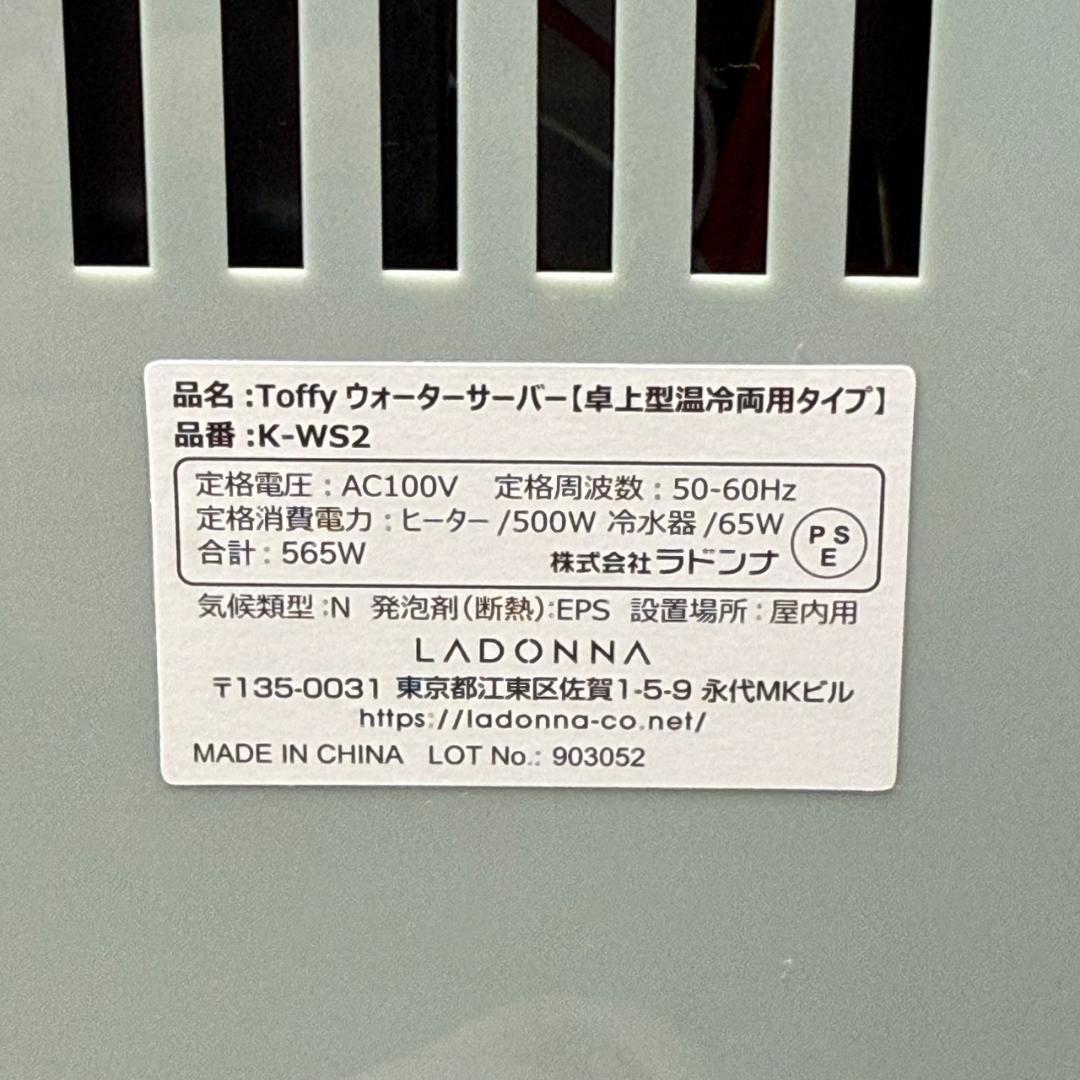 品名:Toffy ウォーターサーバー【卓上型温冷両用タイプ】
品番:K-WS2
定格電圧:AC100V 定格周波数:50-60Hz
定格消費電力:ヒーター/500W 冷水器/65W
合計:565W 株式会社ラドンナ
PSE
気候類型:N 発泡剤(断熱):EPS 設置場所:屋内用
LADONNA
〒135-0031 東京都江東区佐賀1-5-9 永代MKビル
https://ladonna-co.net/
MADE IN CHINA LOT No.: 903052